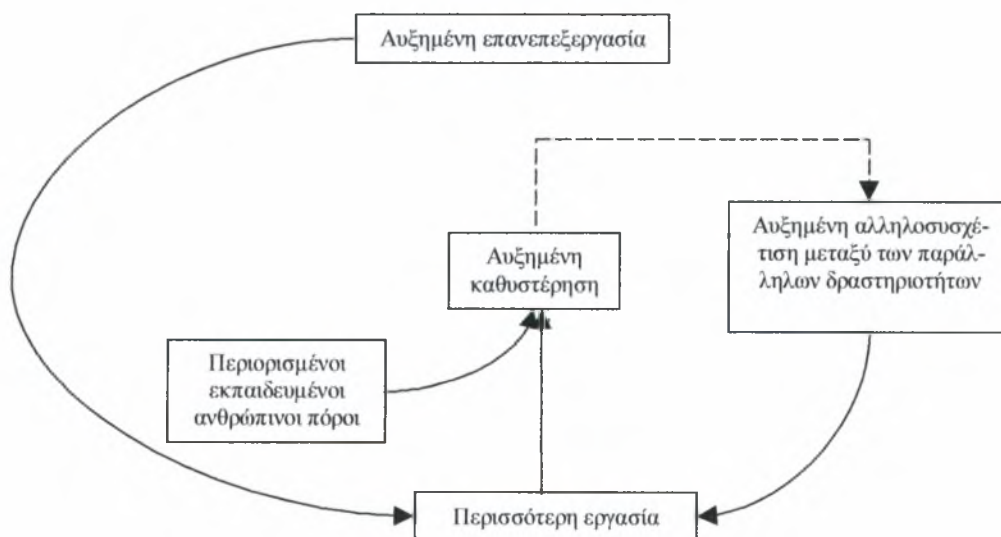 Αυξημένη επανεπεξεργασία
Αυξημένη
καθυστέρηση
Αυξημένη αλληλοσυσχέ-
τιση μεταξύ των παράλ-
ληλων δραστηριοτήτων
Περιορισμένοι
εκπαιδευμένοι
ανθρώπινοι πόροι
Περισσότερη εργασία